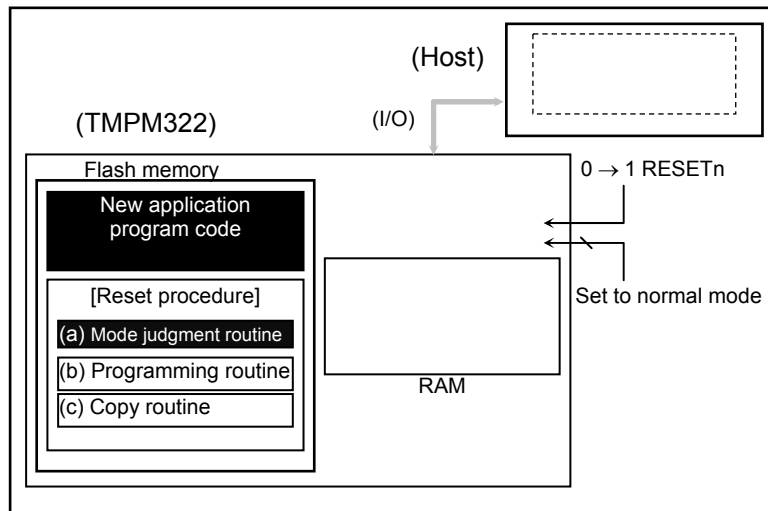 (Host)
(TMPM322)
(I/O)
Flash memory
0 → 1 RESETn
New application
program code
[Reset procedure]
Set to normal mode
(a) Mode judgment routine
(b) Programming routine
(c) Copy routine
RAM